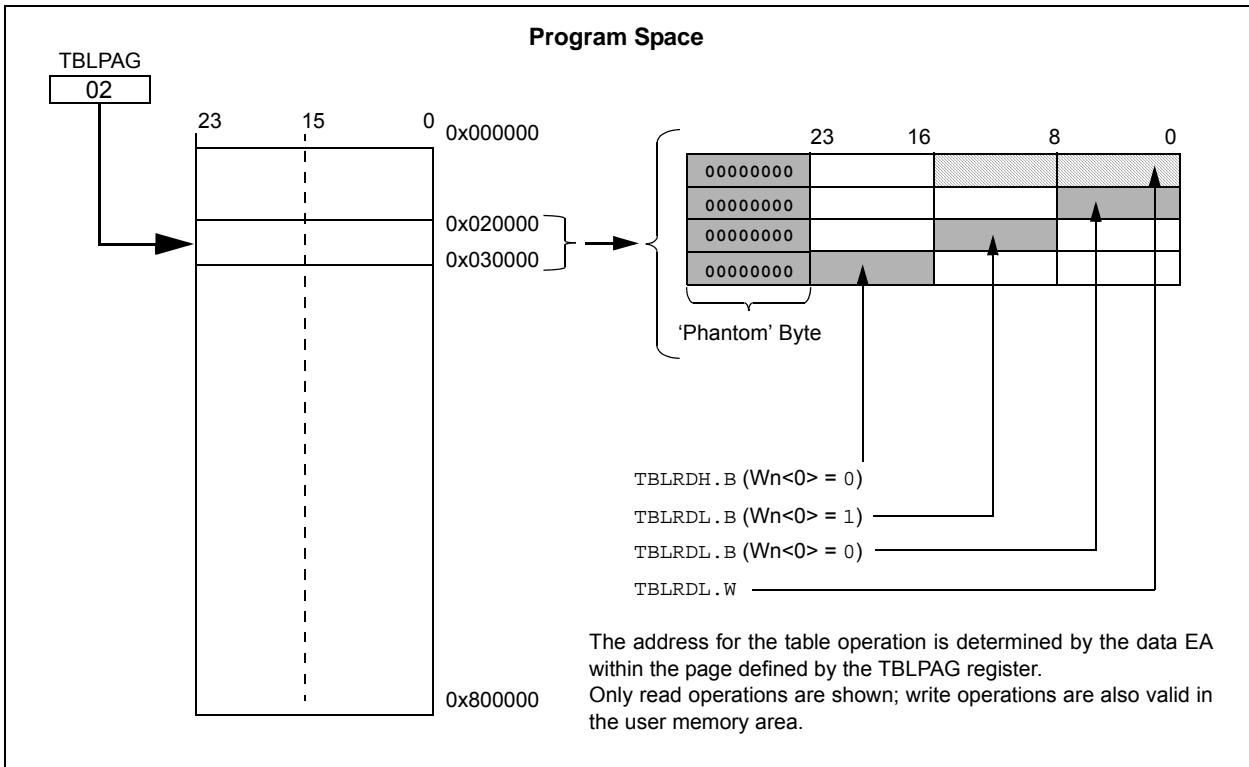 Program Space
TBLPAG
02
23 15 0
0x000000
0x020000
0x030000
0x800000
23 16 8 0
00000000
00000000
00000000
00000000
‘Phantom’ Byte
TBLRDH.B (Wn<0> = 0)
TBLRDL.B (Wn<0> = 1)
TBLRDL.B (Wn<0> = 0)
TBLRDL.W
The address for the table operation is determined by the data EA
within the page defined by the TBLPAG register.
Only read operations are shown; write operations are also valid in
the user memory area.